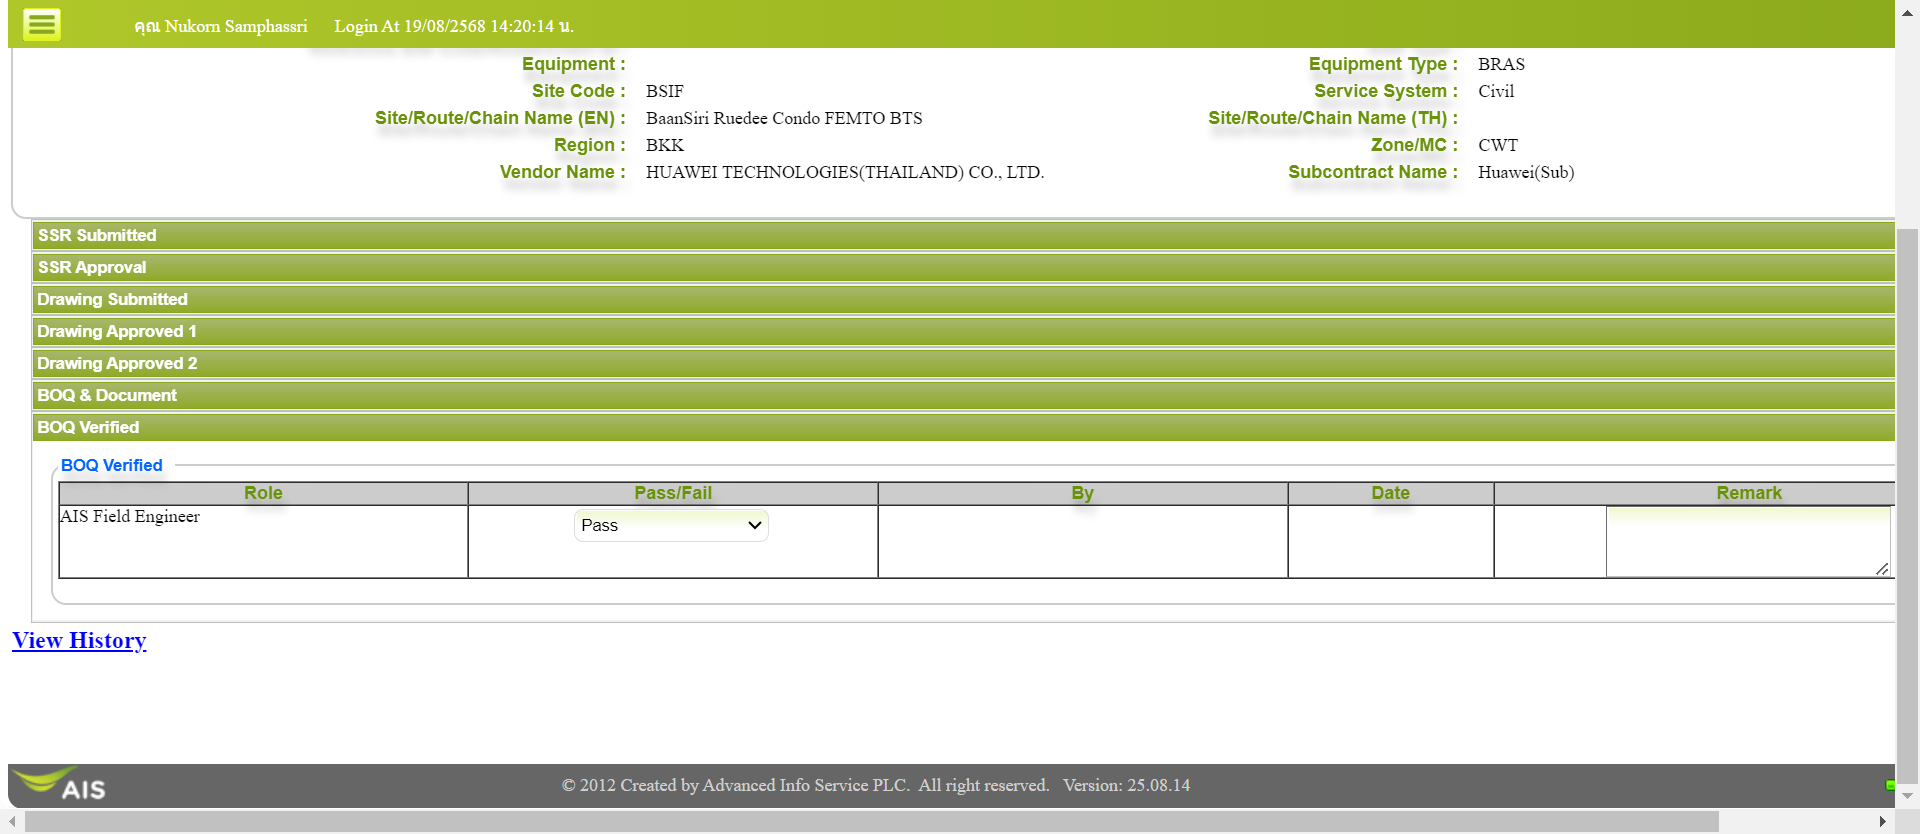 คุณ Nukorn Samphassri Login At 19/08/2568 14:20:14 น.
Equipment : Equipment Type : BRAS
Site Code : BSIF Service System : Civil
Site/Route/Chain Name (EN) : BaanSiri Ruedee Condo FEMTO BTS Site/Route/Chain Name (TH) :
Region : BKK Zone/MC : CWT
Vendor Name : HUAWEI TECHNOLOGIES(THAILAND) CO., LTD. Subcontract Name : Huawei(Sub)
SSR Submitted
SSR Approval
Drawing Submitted
Drawing Approved 1
Drawing Approved 2
BOQ & Document
BOQ Verified
BOQ Verified
Role Pass/Fail By Date Remark
AIS Field Engineer Pass
View History
AIS © 2012 Created by Advanced Info Service PLC. All right reserved. Version: 25.08.14